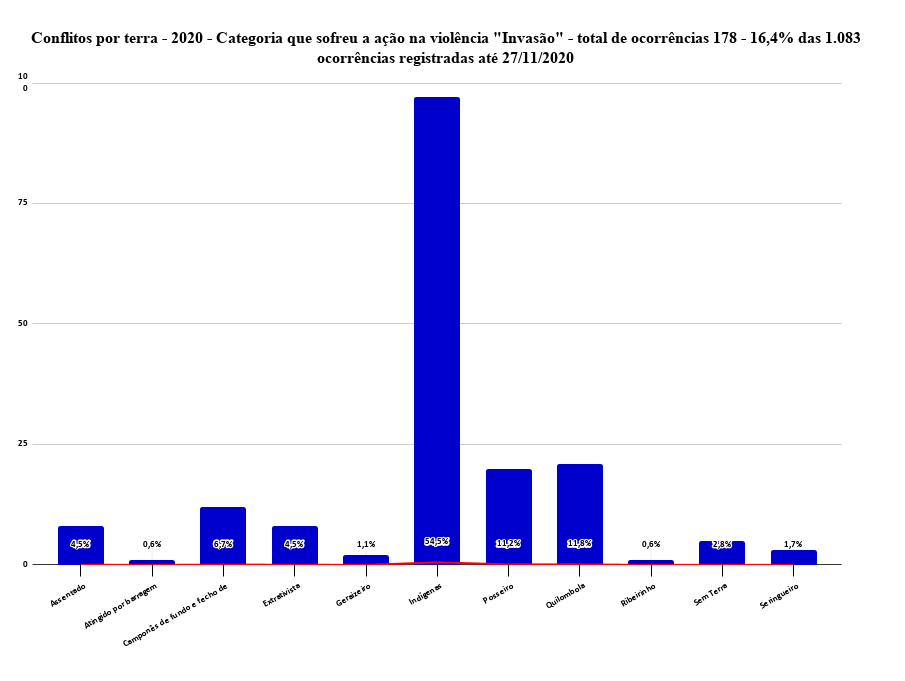 Conflitos por terra - 2020 - Categoria que sofreu a ação na violência "Invasão" - total de ocorrências 178 - 16,4% das 1.083
ocorrências registradas até 27/11/2020
10
0
75
50
25
0
4,5%
0,6%
6,7%
4,5%
1,1%
54,5%
11,2%
11,8%
0,6%
2,8%
1,7%
Assentado
Atingido por barragem
Camponês de fundo e fecho de
Extrativista
Geraizeiro
Indígenas
Posseiro
Quilombola
Ribeirinho
Sem Terra
Seringueiro